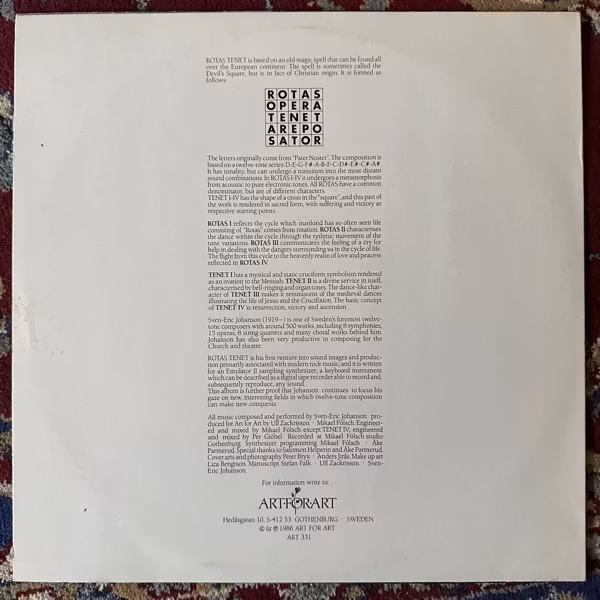 ROTAS TENET is based on an old magic spell that can be found all
over the European continent. The spell is sometimes called the
Devil's Square, but is in fact of Christian origin. It is formed as
follows:
R O T A S
O P E R A
T E N E T
A R E P O
S A T O R
The letters originally come from "Pater Noster". The composition is
based on a twelve-tone series: D-E-G-F#-A-B-F-C-D#-E#-C#-A#.
It has tonality, but can undergo a transition into the most distant
sound combinations. In ROTAS I-IV it undergoes a metamorphosis
from acoustic to pure electronic tones. All ROTAS have a common
denominator, but are of different characters.
TENET I-IV has the shape of a cross in the "square", and this part of
the work is rendered in sacred form, with suffering and victory as
respective starting points.
ROTAS I reflects the cycle which mankind has so often seen life
consisting of. "Rotas" comes from rotation. ROTAS II characterises
the dance within the cycle through the rythmic movement of the
tone variations. ROTAS III communicates the feeling of a cry for
help in dealing with the dangers surrounding us in the cycle of life.
The flight from this cycle to the heavenly realm of love and peace is
reflected in ROTAS IV.
TENET I has a mystical and static cruciform symbolism rendered
as an ovation to the Messiah. TENET II is a divine service in itself,
characterised by bell-ringing and organ tones. The dance-like char-
acter of TENET III makes it reminiscent of the medieval dances
illustrating the life of Jesus and the Crucifixion. The basic concept
of TENET IV is resurrection, victory and ascension.
Sven-Eric Johanson (1919–) is one of Sweden's foremost twelve-
tone composers with around 500 works, including 8 symphonies,
15 operas, 8 string quartets and many choral works behind him.
Johanson has also been very productive in composing for the
Church and theatre.
ROTAS TENET is his first venture into sound images and produc-
tion primarily associated with modern rock music, and it is written
for an Emulator II sampling synthesizer, a keyboard instrument
which can be described as a digital tape recorder able to record and,
subsequently reproduce, any sound.
This album is further proof that Johanson continues to focus his
gaze on new, interesting fields in which twelve-tone composition
can make new conquests.
All music composed and performed by Sven-Eric Johanson · pro-
duced for Art for Art by Ulf Zackrisson · Mikael Fölsch. Engineer-
ed and mixed by Mikael Fölsch except TENET IV; engineered
and mixed by Per Giöbel. Recorded at Mikael Fölsch studio
Gothenburg. Synthesizer programming Mikael Fölsch · Åke
Parmerud. Special thanks to Salomon Helperin and Åke Parmerud.
Cover arts and photography Peter Bryx · Anders Jirås. Make up art
Liza Bengtson. Manuscript Stefan Falk · Ulf Zackrisson · Sven-
Eric Johanson.
For information write to:
ART·FOR·ART
Hedåsgatan 10, S-412 53 GOTHENBURG · SWEDEN
© & ℗ 1986 ART FOR ART
ART 331